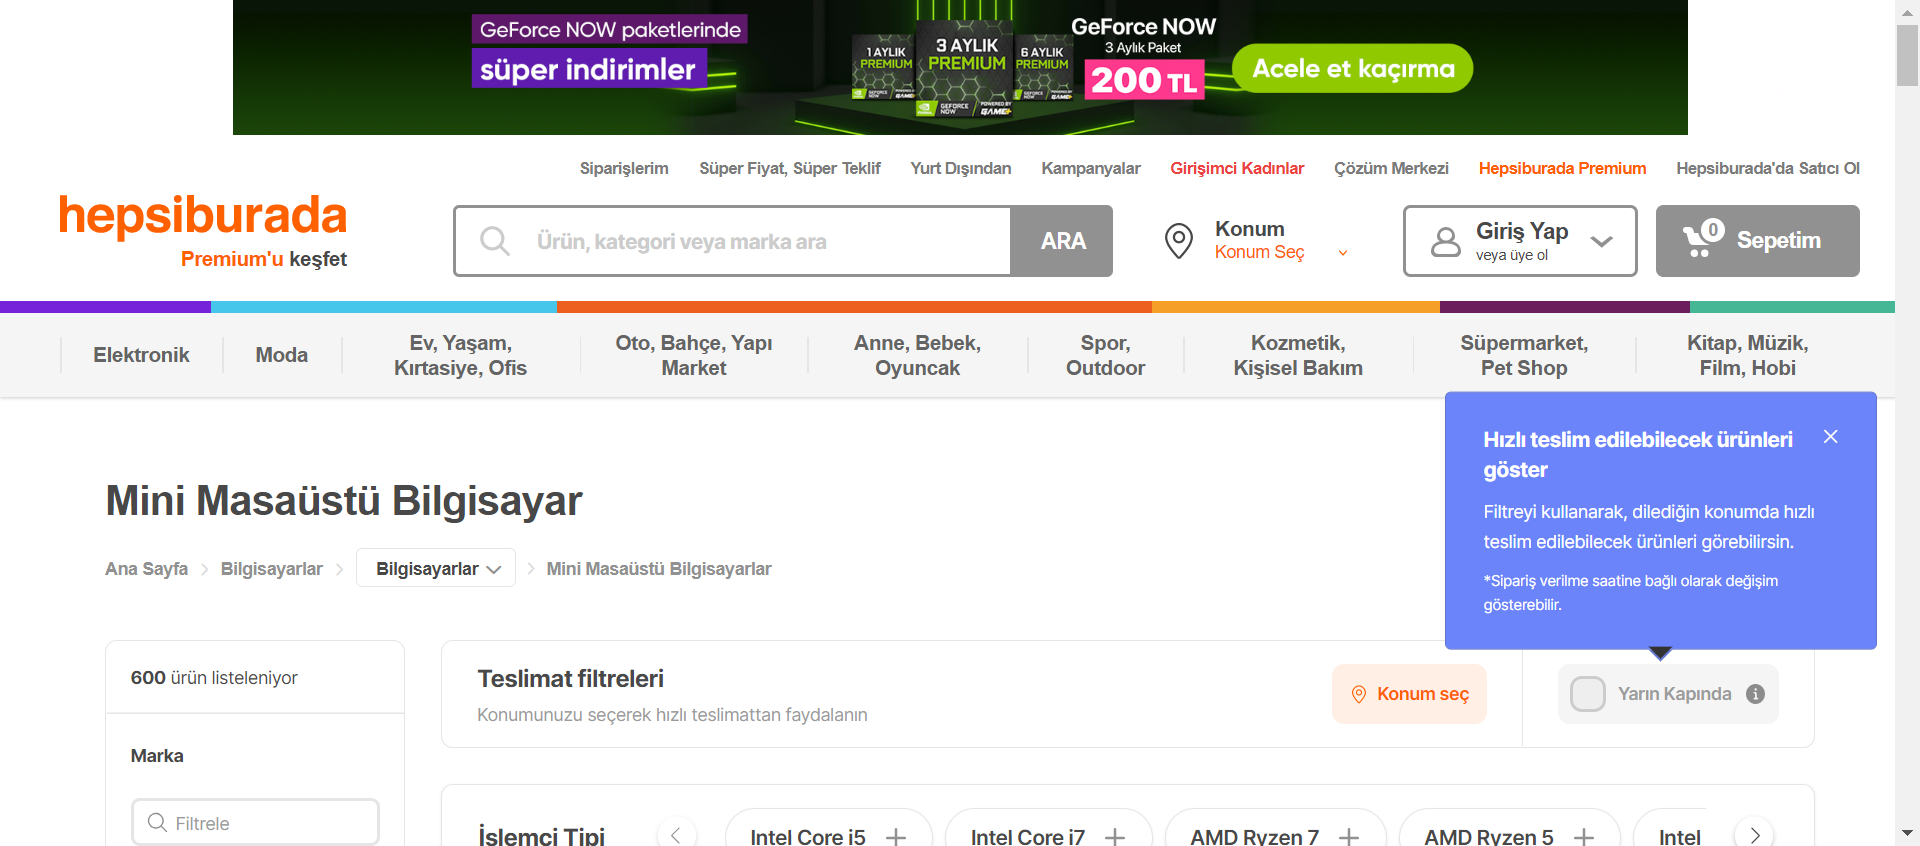 GeForce NOW paketlerinde
süper indirimler
1 AYLIK
PREMIUM
3 AYLIK
PREMIUM
6 AYLIK
PREMIUM
GeForce NOW
3 Aylık Paket
200 TL
Acele et kaçırma
Siparişlerim
Süper Fiyat, Süper Teklif
Yurt Dışından
Kampanyalar
Girişimci Kadınlar
Çözüm Merkezi
Hepsiburada Premium
Hepsiburada'da Satıcı Ol
hepsiburada
Premium'u keşfet
Ürün, kategori veya marka ara
ARA
Konum
Konum Seç
Giriş Yap
veya üye ol
0
Sepetim
Elektronik
Moda
Ev, Yaşam,
Kırtasiye, Ofis
Oto, Bahçe, Yapı
Market
Anne, Bebek,
Oyuncak
Spor,
Outdoor
Kozmetik,
Kişisel Bakım
Süpermarket,
Pet Shop
Kitap, Müzik,
Film, Hobi
Hızlı teslim edilebilecek ürünleri
göster
Filtreyi kullanarak, dilediğin konumda hızlı
teslim edilebilecek ürünleri görebilirsin.
*Sipariş verilme saatine bağlı olarak değişim
gösterebilir.
Mini Masaüstü Bilgisayar
Ana Sayfa
Bilgisayarlar
Bilgisayarlar
Mini Masaüstü Bilgisayarlar
600 ürün listeleniyor
Marka
Filtrele
Teslimat filtreleri
Konumunuzu seçerek hızlı teslimattan faydalanın
Konum seç
Yarın Kapında
İşlemci Tipi
Intel Core i5
Intel Core i7
AMD Ryzen 7
AMD Ryzen 5
Intel